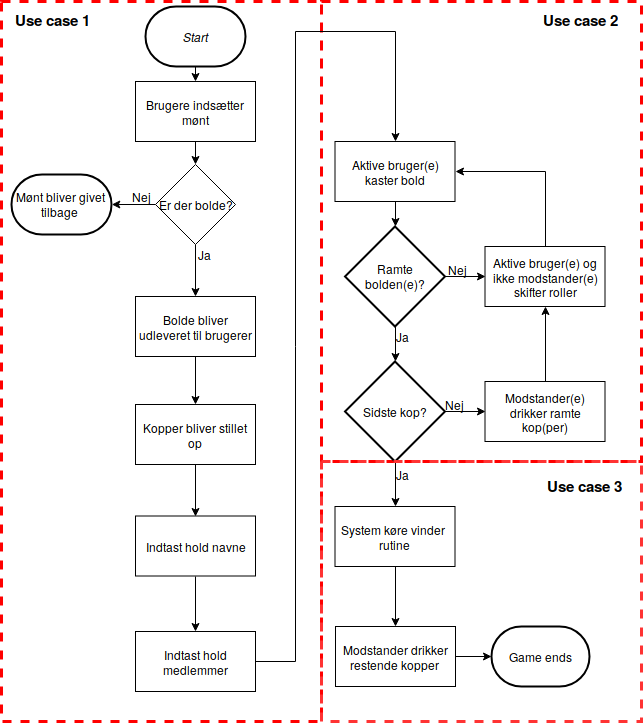 Use case 1
Start
Brugere indsætter
mønt
Er der bolde?
Nej
Mønt bliver givet
tilbage
Ja
Bolde bliver
udleveret til brugerer
Kopper bliver stillet
op
Indtast hold navne
Indtast hold
medlemmer
Use case 2
Aktive bruger(e)
kaster bold
Ramte
bolden(e)?
Nej
Aktive bruger(e) og
ikke modstander(e)
skifter roller
Ja
Sidste kop?
Nej
Modstander(e)
drikker ramte
kop(per)
Ja
Use case 3
System køre vinder
rutine
Modstander drikker
restende kopper
Game ends